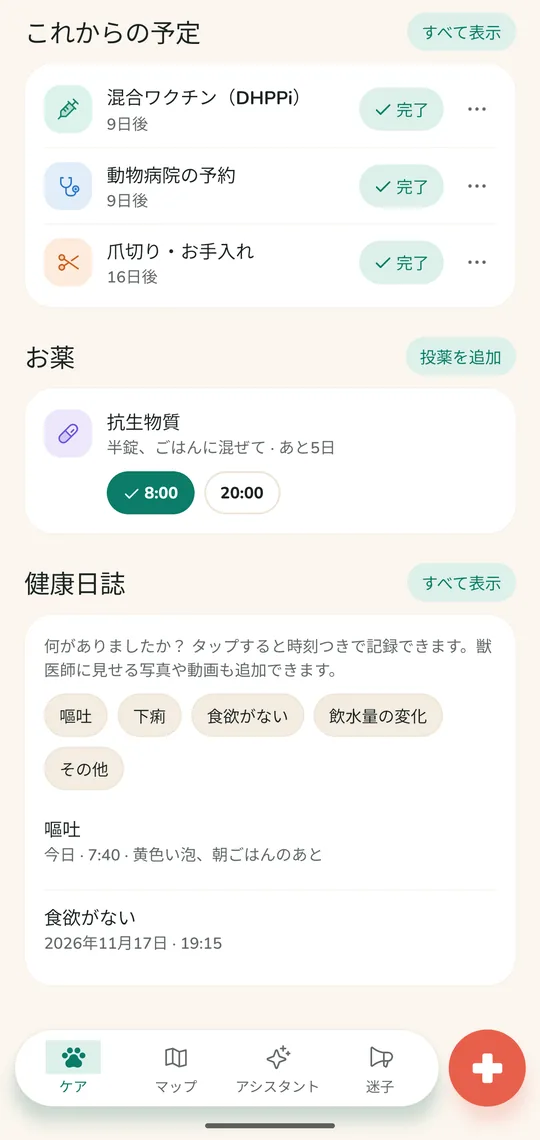 これからの予定
すべて表示
混合ワクチン（DHPPi）
9日後
完了
動物病院の予約
9日後
完了
爪切り・お手入れ
16日後
完了
お薬
投薬を追加
抗生物質
半錠、ごはんに混ぜて · あと5日
8:00
20:00
健康日誌
すべて表示
何がありましたか？ タップすると時刻つきで記録できます。獣
医師に見せる写真や動画も追加できます。
嘔吐
下痢
食欲がない
飲水量の変化
その他
嘔吐
今日 · 7:40 · 黄色い泡、朝ごはんのあと
食欲がない
2026年11月17日 · 19:15
ケア
マップ
アシスタント
迷子